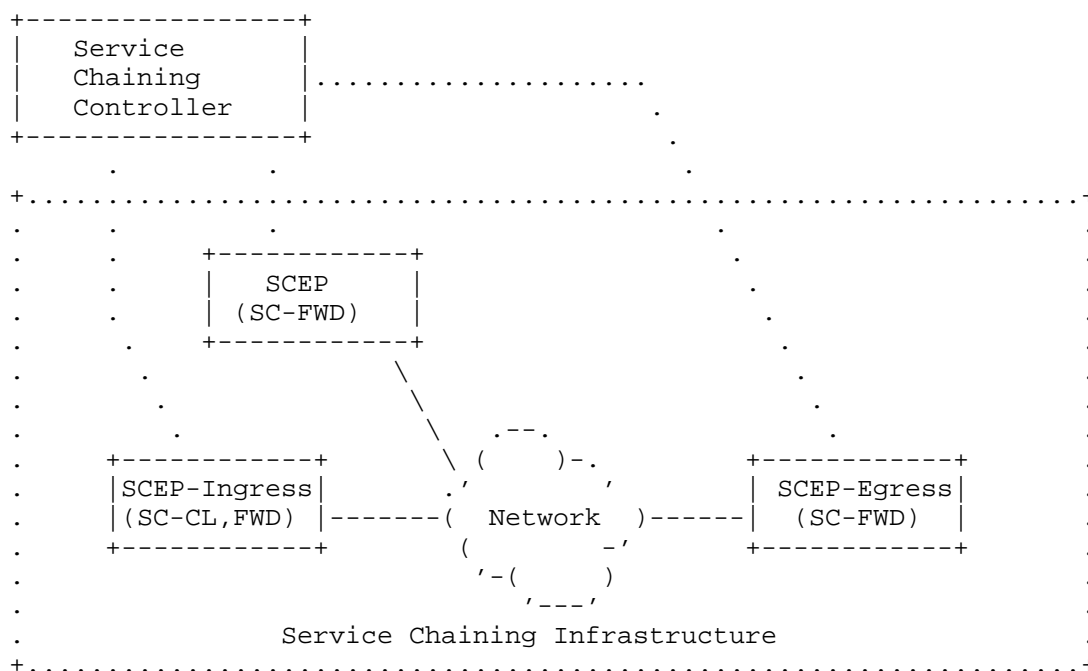 Service
Chaining
Controller
SCEP
(SC-FWD)
SCEP-Ingress
(SC-CL,FWD)
Network
SCEP-Egress
(SC-FWD)
Service Chaining Infrastructure